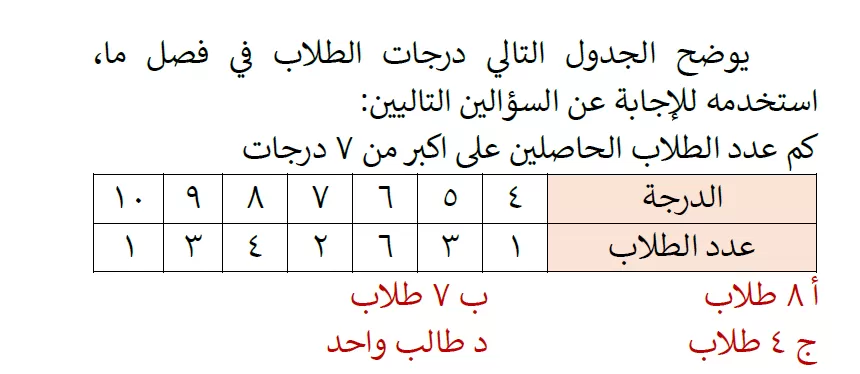 يوضح الجدول التالي درجات الطلاب في فصل ما،
استخدمه للإجابة عن السؤالين التاليين:
كم عدد الطلاب الحاصلين على اكبر من ٧ درجات
الدرجة ٤ ٥ ٦ ٧ ٨ ٩ ١٠
عدد الطلاب ١ ٣ ٦ ٢ ٤ ٣ ١
أ ٨ طلاب ب ٧ طلاب
ج ٤ طلاب د طالب واحد